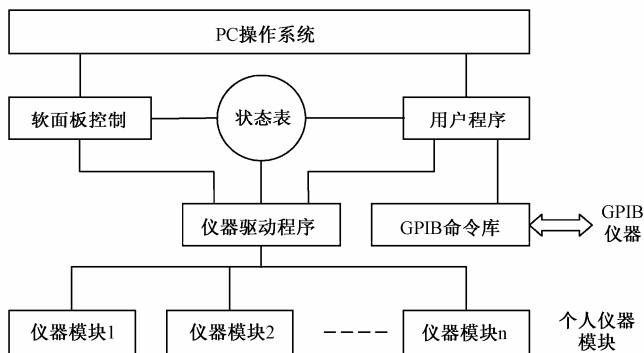 PC操作系统
软面板控制
状态表
用户程序
仪器驱动程序
GPIB命令库
GPIB
仪器
仪器模块1
仪器模块2
仪器模块n
个人仪器
模块